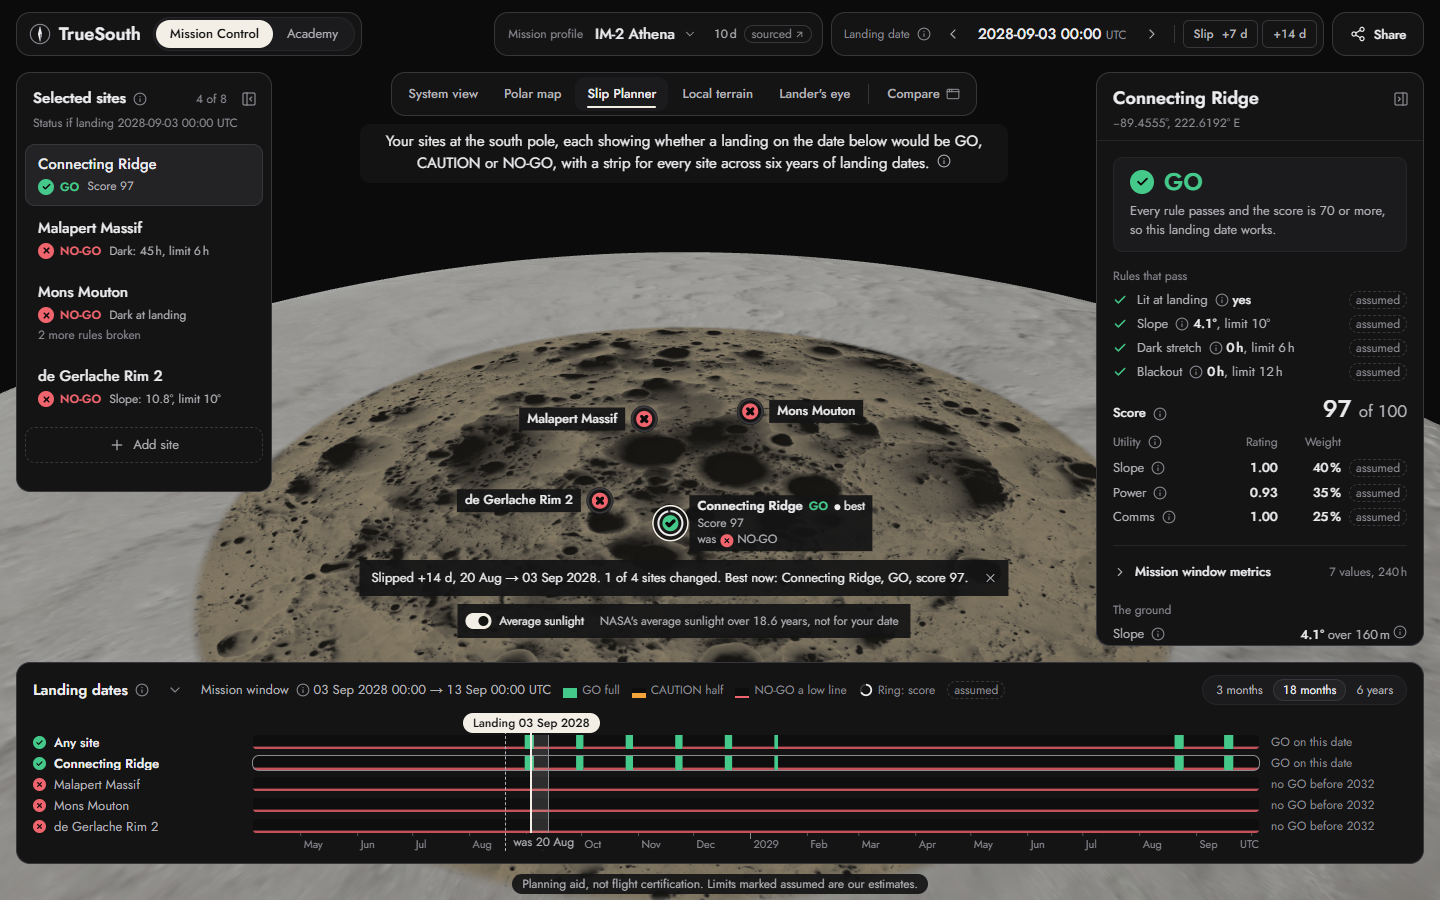 TrueSouth
Mission Control
Academy
Mission profile
IM-2 Athena
10 d
sourced ↗
Landing date
2028-09-03 00:00 UTC
Slip +7 d
+14 d
Share
Selected sites
4 of 8
Status if landing 2028-09-03 00:00 UTC
Connecting Ridge
GO Score 97
Malapert Massif
NO-GO Dark: 45 h, limit 6 h
Mons Mouton
NO-GO Dark at landing
2 more rules broken
de Gerlache Rim 2
NO-GO Slope: 10.8°, limit 10°
+ Add site
System view
Polar map
Slip Planner
Local terrain
Lander's eye
Compare
Your sites at the south pole, each showing whether a landing on the date below would be GO,
CAUTION or NO-GO, with a strip for every site across six years of landing dates.
Malapert Massif
Mons Mouton
de Gerlache Rim 2
Connecting Ridge GO ● best
Score 97
was NO-GO
Slipped +14 d, 20 Aug → 03 Sep 2028. 1 of 4 sites changed. Best now: Connecting Ridge, GO, score 97.
Average sunlight
NASA's average sunlight over 18.6 years, not for your date
Connecting Ridge
−89.4555°, 222.6192° E
GO
Every rule passes and the score is 70 or more,
so this landing date works.
Rules that pass
Lit at landing yes assumed
Slope 4.1°, limit 10° assumed
Dark stretch 0 h, limit 6 h assumed
Blackout 0 h, limit 12 h assumed
Score 97 of 100
Utility Rating Weight
Slope 1.00 40 % assumed
Power 0.93 35 % assumed
Comms 1.00 25 % assumed
Mission window metrics 7 values, 240 h
The ground
Slope 4.1° over 160 m
Landing dates
Mission window 03 Sep 2028 00:00 → 13 Sep 00:00 UTC
GO full
CAUTION half
NO-GO a low line
Ring: score
assumed
3 months
18 months
6 years
Landing 03 Sep 2028
Any site GO on this date
Connecting Ridge GO on this date
Malapert Massif no GO before 2032
Mons Mouton no GO before 2032
de Gerlache Rim 2 no GO before 2032
May Jun Jul Aug was 20 Aug Oct Nov Dec 2029 Feb Mar Apr May Jun Jul Aug Sep UTC
Planning aid, not flight certification. Limits marked assumed are our estimates.